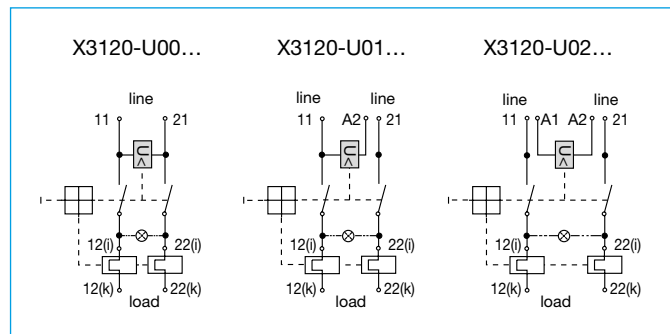 X3120-U00... X3120-U01... X3120-U02...
line line line line line
11 21 11 A2 21 11 A1 A2 21
U< U< U<
I I I
12(i) 22(i) 12(i) 22(i) 12(i) 22(i)
12(k) 22(k) 12(k) 22(k) 12(k) 22(k)
load load load